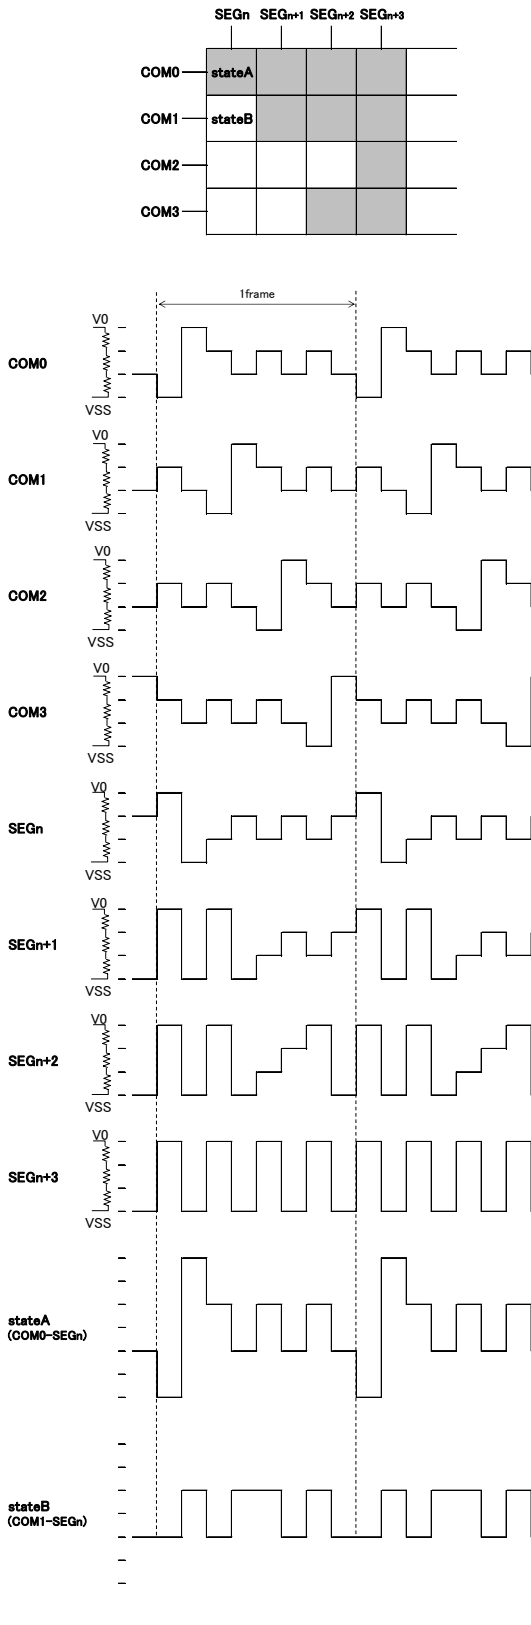 SEGn SEGn+1 SEGn+2 SEGn+3
COM0 stateA
COM1 stateB
COM2
COM3
1frame
V0
COM0
VSS
V0
COM1
VSS
V0
COM2
VSS
V0
COM3
VSS
V0
SEGn
VSS
V0
SEGn+1
VSS
V0
SEGn+2
VSS
V0
SEGn+3
VSS
stateA
(COM0-SEGn)
stateB
(COM1-SEGn)